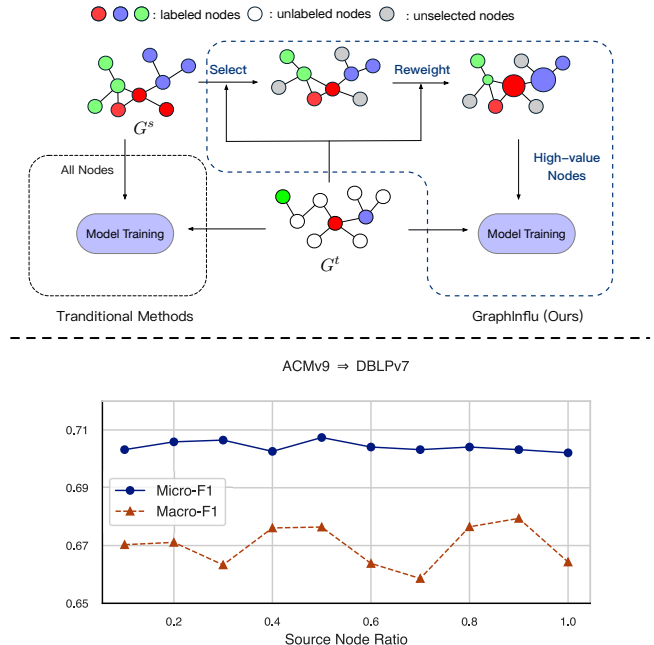 : labeled nodes : unlabeled nodes : unselected nodes
Select
Reweight
G^s
All Nodes
High-value
Nodes
Model Training
Model Training
G^t
Tranditional Methods
GraphInflu (Ours)
ACMv9 ⇒ DBLPv7
0.71
0.69
Micro-F1
Macro-F1
0.67
0.65
0.2 0.4 0.6 0.8 1.0
Source Node Ratio